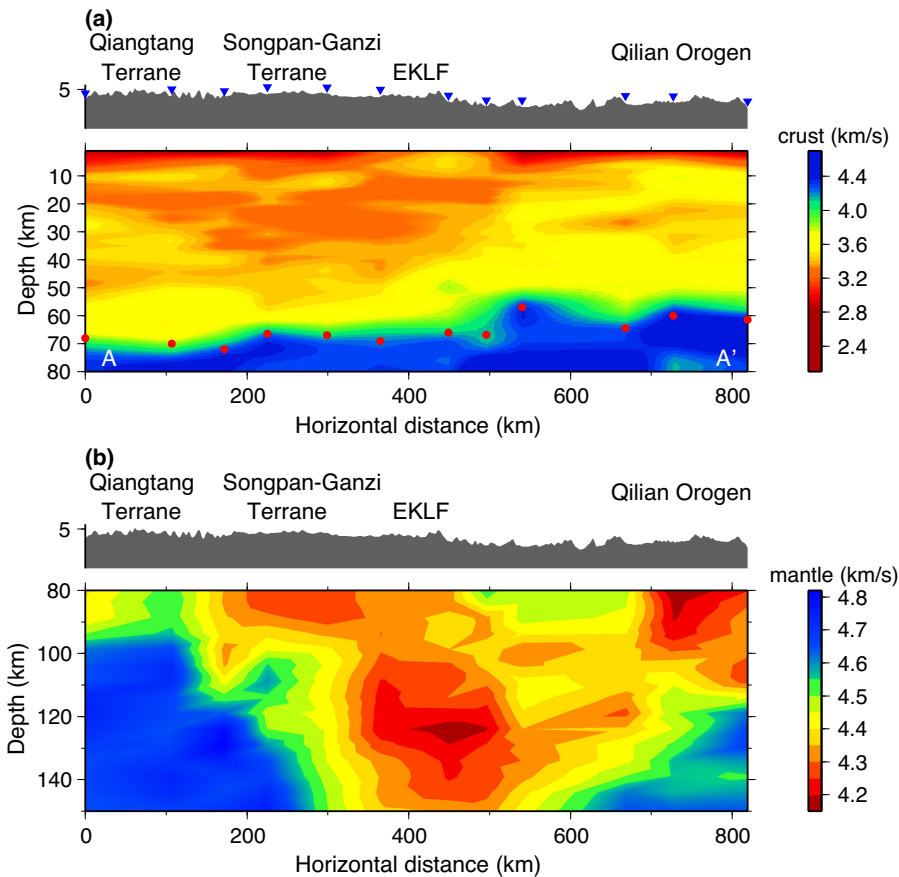 (a)
Qiangtang Terrane
Songpan-Ganzi Terrane
EKLF
Qilian Orogen
5
crust (km/s)
10
20
30
40
50
60
70
80
Depth (km)
A
A'
4.4
4.0
3.6
3.2
2.8
2.4
0
200
400
600
800
Horizontal distance (km)
(b)
Qiangtang Terrane
Songpan-Ganzi Terrane
EKLF
Qilian Orogen
5
mantle (km/s)
80
100
120
140
Depth (km)
4.8
4.7
4.6
4.5
4.4
4.3
4.2
0
200
400
600
800
Horizontal distance (km)